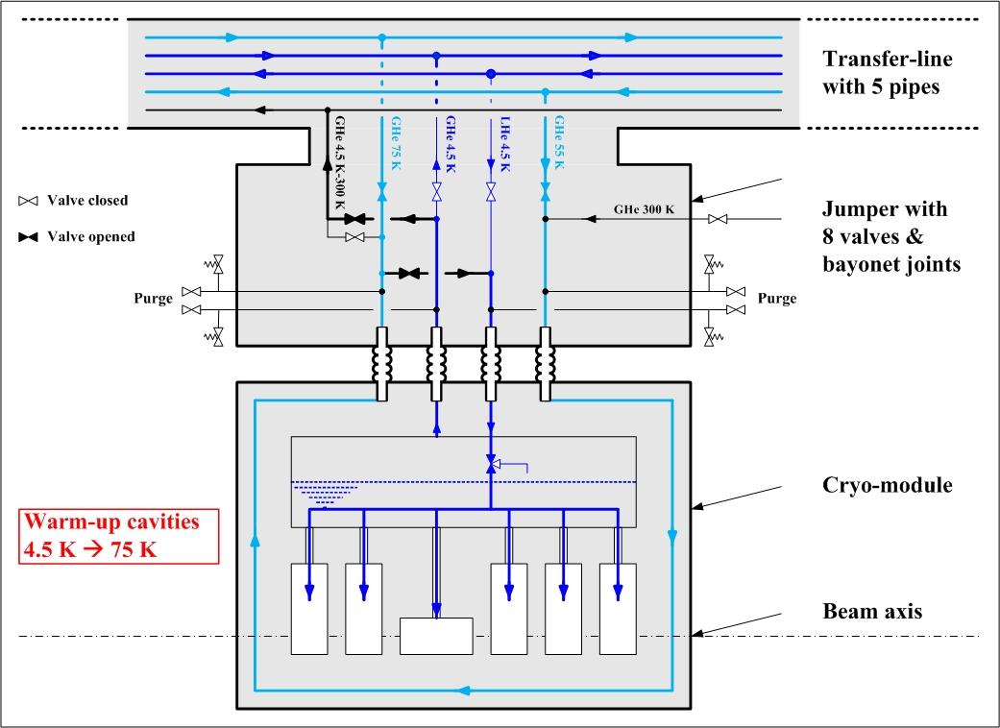 Transfer-line
with 5 pipes
GHe 4.5 K-300 K
GHe 75 K
GHe 4.5 K
LHe 4.5 K
GHe 55 K
Valve closed
Valve opened
GHe 300 K
Jumper with
8 valves &
bayonet joints
Purge
Purge
Cryo-module
Warm-up cavities
4.5 K → 75 K
Beam axis